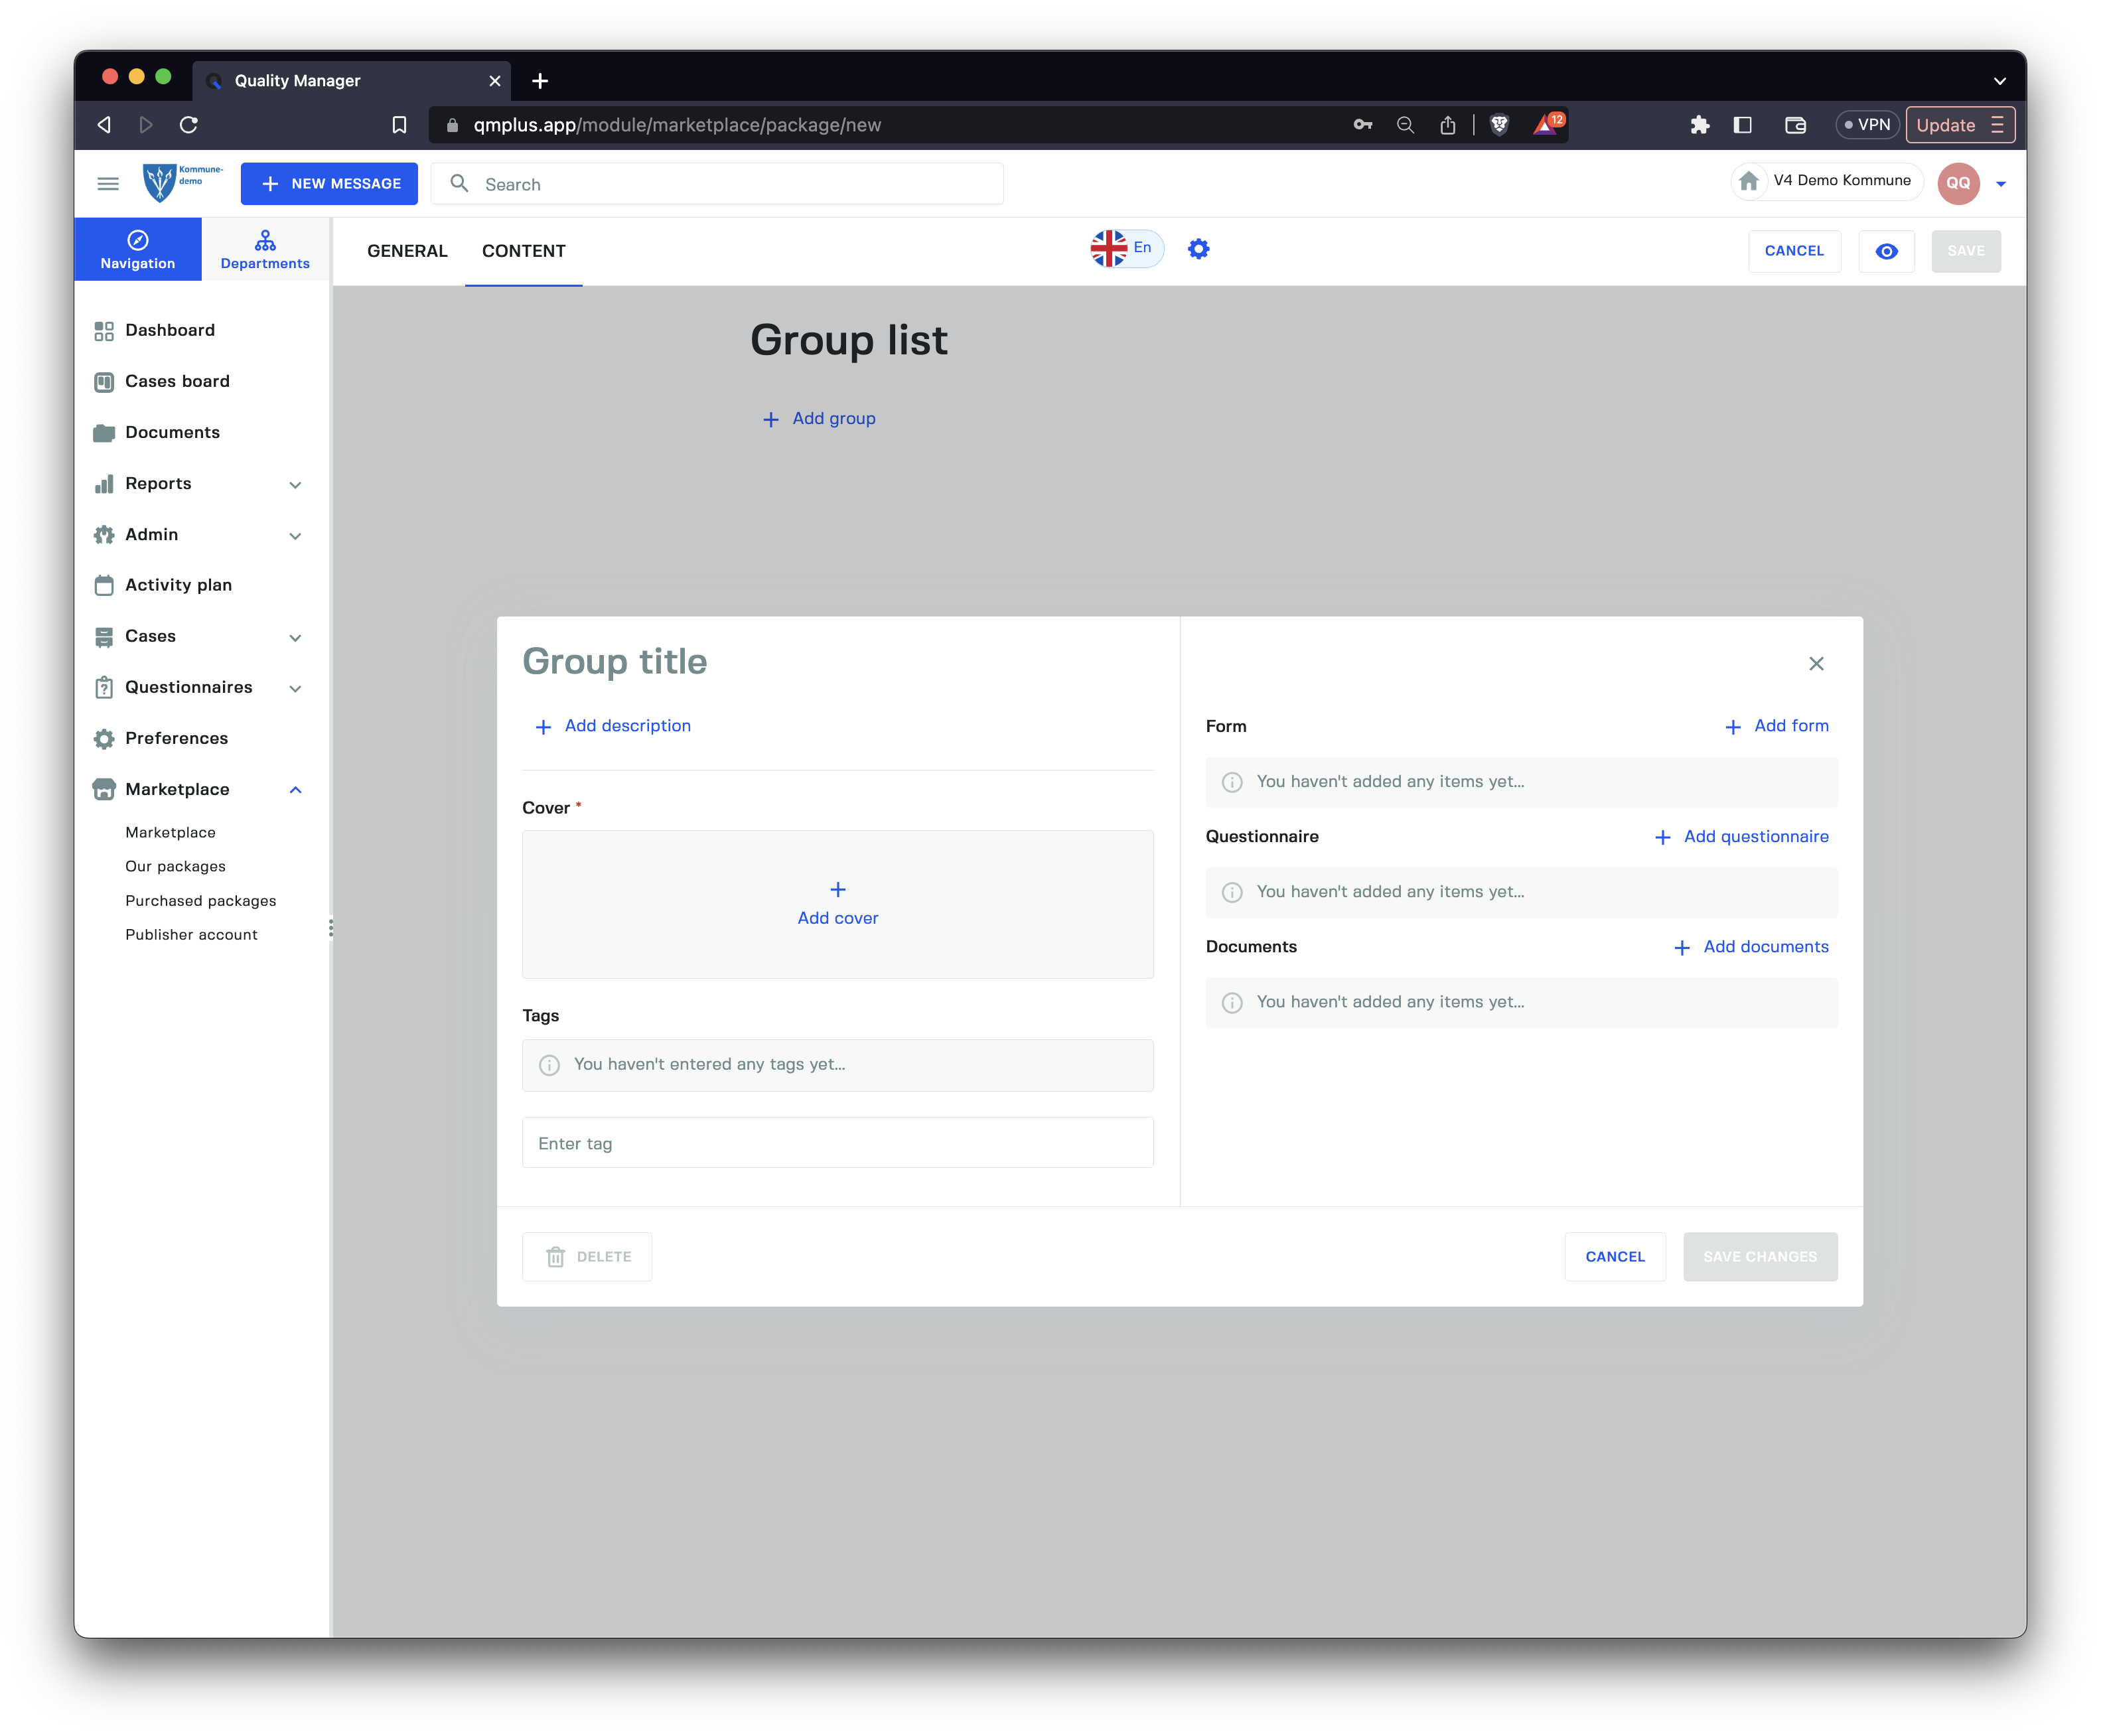 Quality Manager
qmplus.app/module/marketplace/package/new
12
VPN
Update
Kommune-
demo
NEW MESSAGE
Search
V4 Demo Kommune
QQ
Navigation
Departments
GENERAL
CONTENT
En
CANCEL
SAVE
Dashboard
Cases board
Documents
Reports
Admin
Activity plan
Cases
Questionnaires
Preferences
Marketplace
Marketplace
Our packages
Purchased packages
Publisher account
Group list
Add group
Group title
Add description
Cover *
Add cover
Tags
You haven't entered any tags yet...
Enter tag
Form
Add form
You haven't added any items yet...
Questionnaire
Add questionnaire
You haven't added any items yet...
Documents
Add documents
You haven't added any items yet...
DELETE
CANCEL
SAVE CHANGES